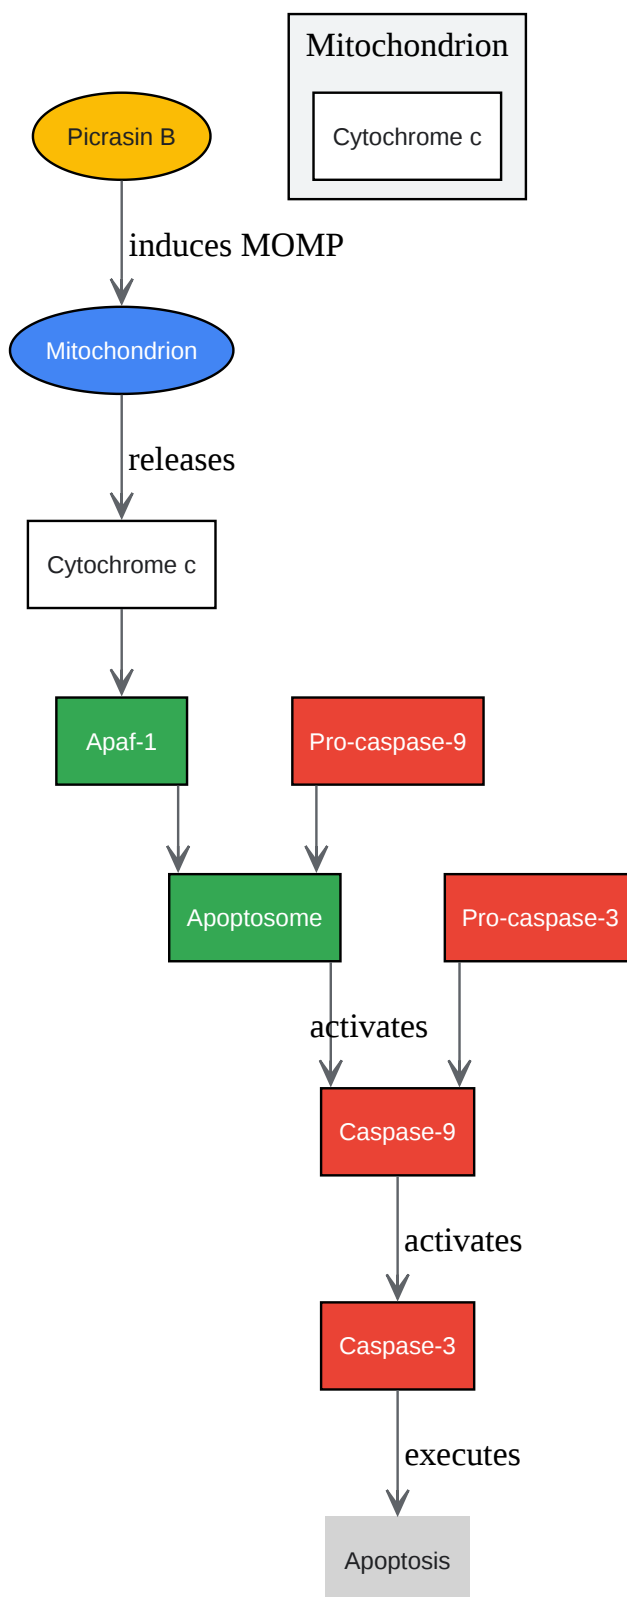 Mitochondrion
Cytochrome c
Picrasin B
induces MOMP
Mitochondrion
releases
Cytochrome c
Apaf-1
Pro-caspase-9
Apoptosome
Pro-caspase-3
activates
Caspase-9
activates
Caspase-3
executes
Apoptosis